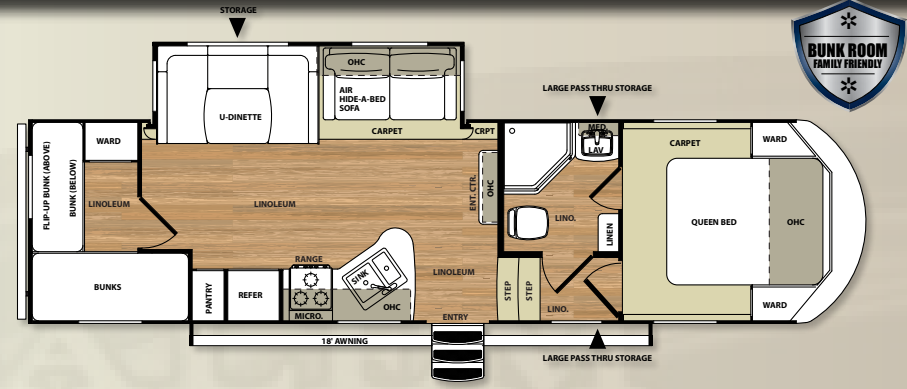 STORAGE
BUNK ROOM
FAMILY FRIENDLY
OHC
AIR
HIDE-A-BED
SOFA
U-DINETTE
LARGE PASS THRU STORAGE
CARPET
CRPT
MED.
LAV
WARD
CARPET
WARD
FLIP-UP BUNK (ABOVE)
BUNK (BELOW)
LINOLEUM
LINOLEUM
ENT. CTR.
OHC
LINO.
LINEN
QUEEN BED
OHC
RANGE
SINK
LINOLEUM
BUNKS
PANTRY
REFER
MICRO.
OHC
ENTRY
STEP
STEP
LINO.
WARD
18' AWNING
LARGE PASS THRU STORAGE